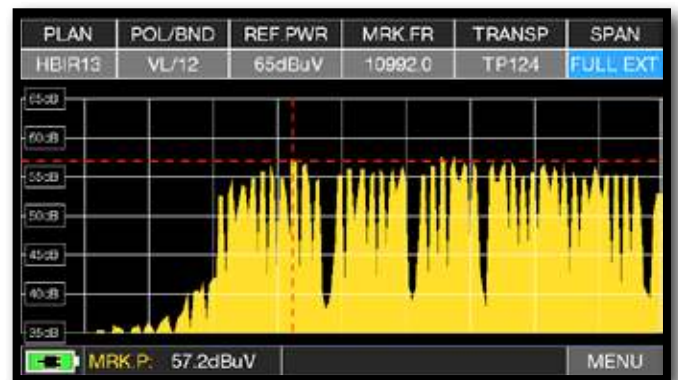 PLAN POL/BND REF.PWR MRK.FR TRANSP SPAN
HBIR13 VL/12 65dBuV 10992.0 TP124 FULL EXT
65dB
60dB
55dB
50dB
45dB
40dB
35dB
MRK.P: 57.2dBuV MENU